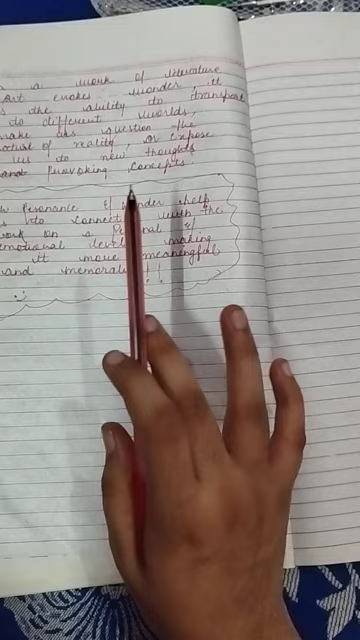 a work of literature
art evokes wonder, it
the ability to transport
to different worlds,
make us question the
nature of reality, or expose
us to new thoughts
and Provoking Concepts.
Resonance & wonder help
us to connect with the
work on a Personal &
emotional level making
it more meaningful
and memorable!!